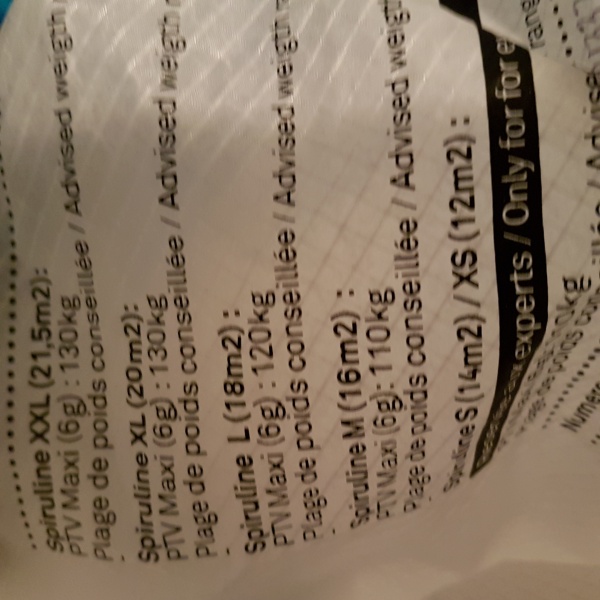 Spiruline XXL (21,5m2):
PTV Maxi (6g) : 130kg
Plage de poids conseillée / Advised weigth
Spiruline XL (20m2):
PTV Maxi (6g) : 130kg
Plage de poids conseillée / Advised weigth
Spiruline L (18m2) :
PTV Maxi (6g) : 120kg
Plage de poids conseillée / Advised weigth
Spiruline M (16m2) :
PTV Maxi (6g): 110kg
Plage de poids conseillée / Advised weigt
Spiruline S (14m2) / XS (12m2) :
experts / Only for for e
Numéro